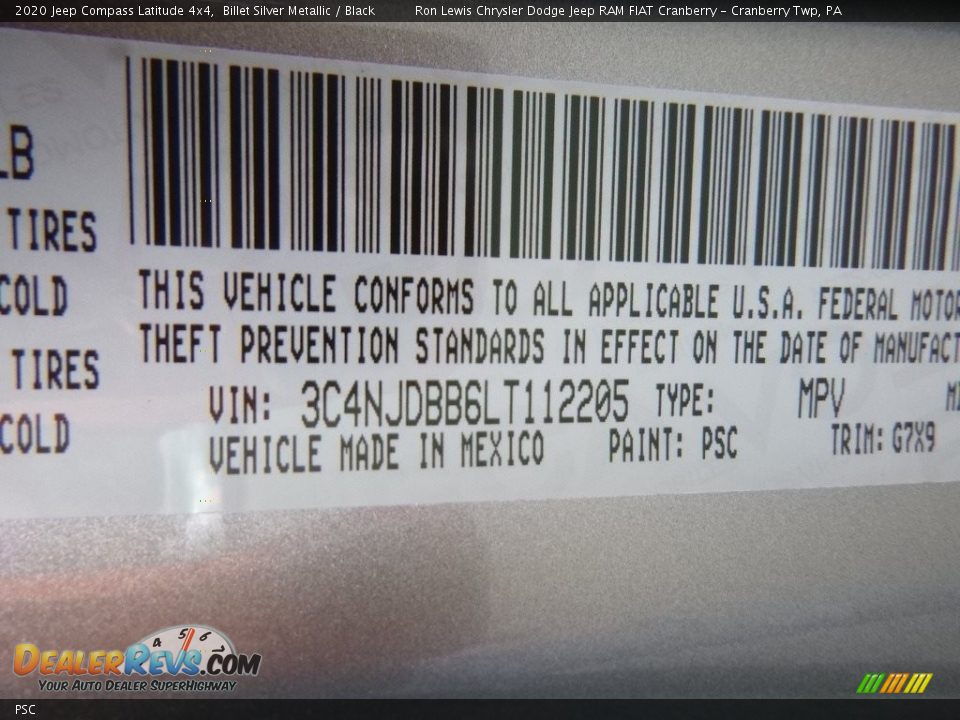 2020 Jeep Compass Latitude 4x4, Billet Silver Metallic / Black Ron Lewis Chrysler Dodge Jeep RAM FIAT Cranberry - Cranberry Twp, PA
LB
TIRES
COLD
TIRES
COLD
THIS VEHICLE CONFORMS TO ALL APPLICABLE U.S.A. FEDERAL MOTOR
THEFT PREVENTION STANDARDS IN EFFECT ON THE DATE OF MANUFACT
VIN: 3C4NJDBB6LT112205 TYPE: MPV
VEHICLE MADE IN MEXICO PAINT: PSC TRIM: G7X9
4 5 6
DEALERREVS.COM
YOUR AUTO DEALER SUPERHIGHWAY
PSC